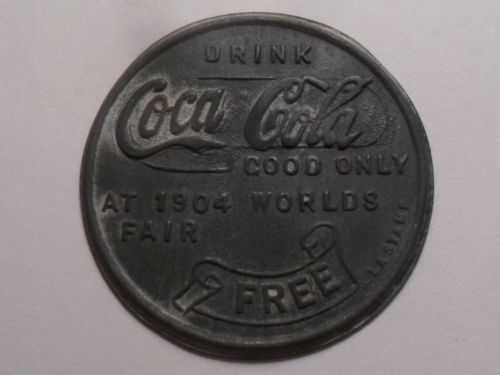 DRINK
Coca Cola
GOOD ONLY
AT 1904 WORLDS
FAIR
FREE